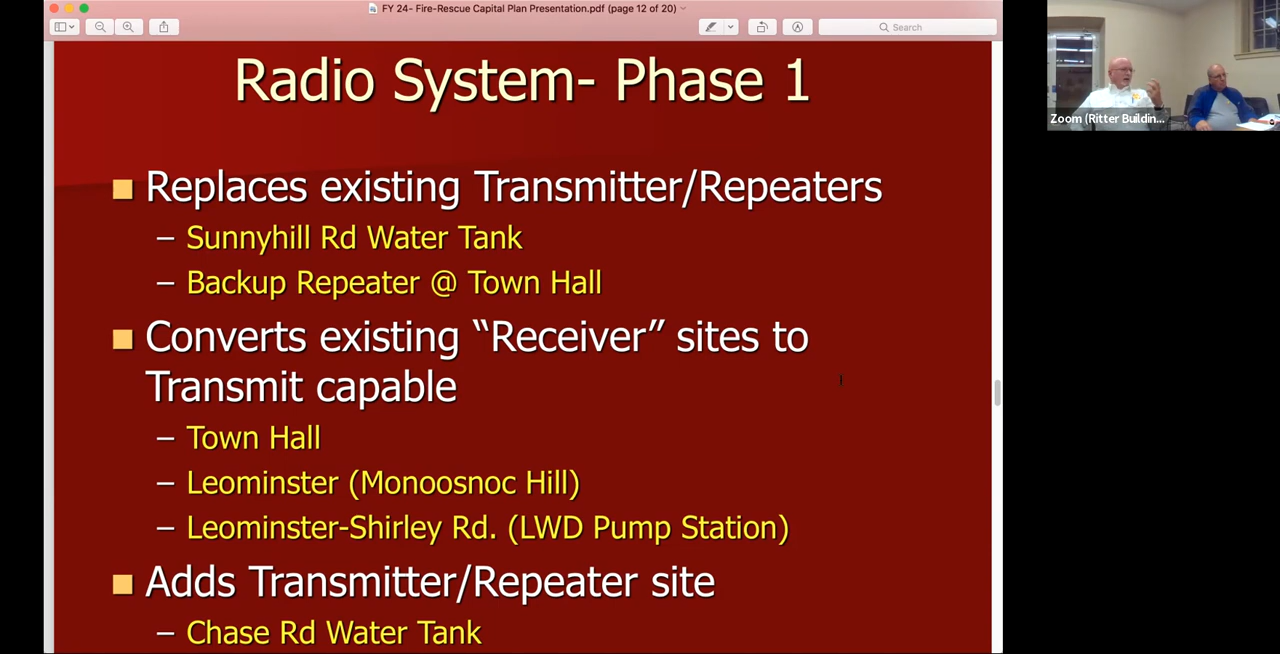 FY 24- Fire-Rescue Capital Plan Presentation.pdf (page 12 of 20)
Search
Radio System- Phase 1
Replaces existing Transmitter/Repeaters
– Sunnyhill Rd Water Tank
– Backup Repeater @ Town Hall
Converts existing “Receiver” sites to
Transmit capable
– Town Hall
– Leominster (Monoosnoc Hill)
– Leominster-Shirley Rd. (LWD Pump Station)
Adds Transmitter/Repeater site
– Chase Rd Water Tank
Zoom (Ritter Buildin...